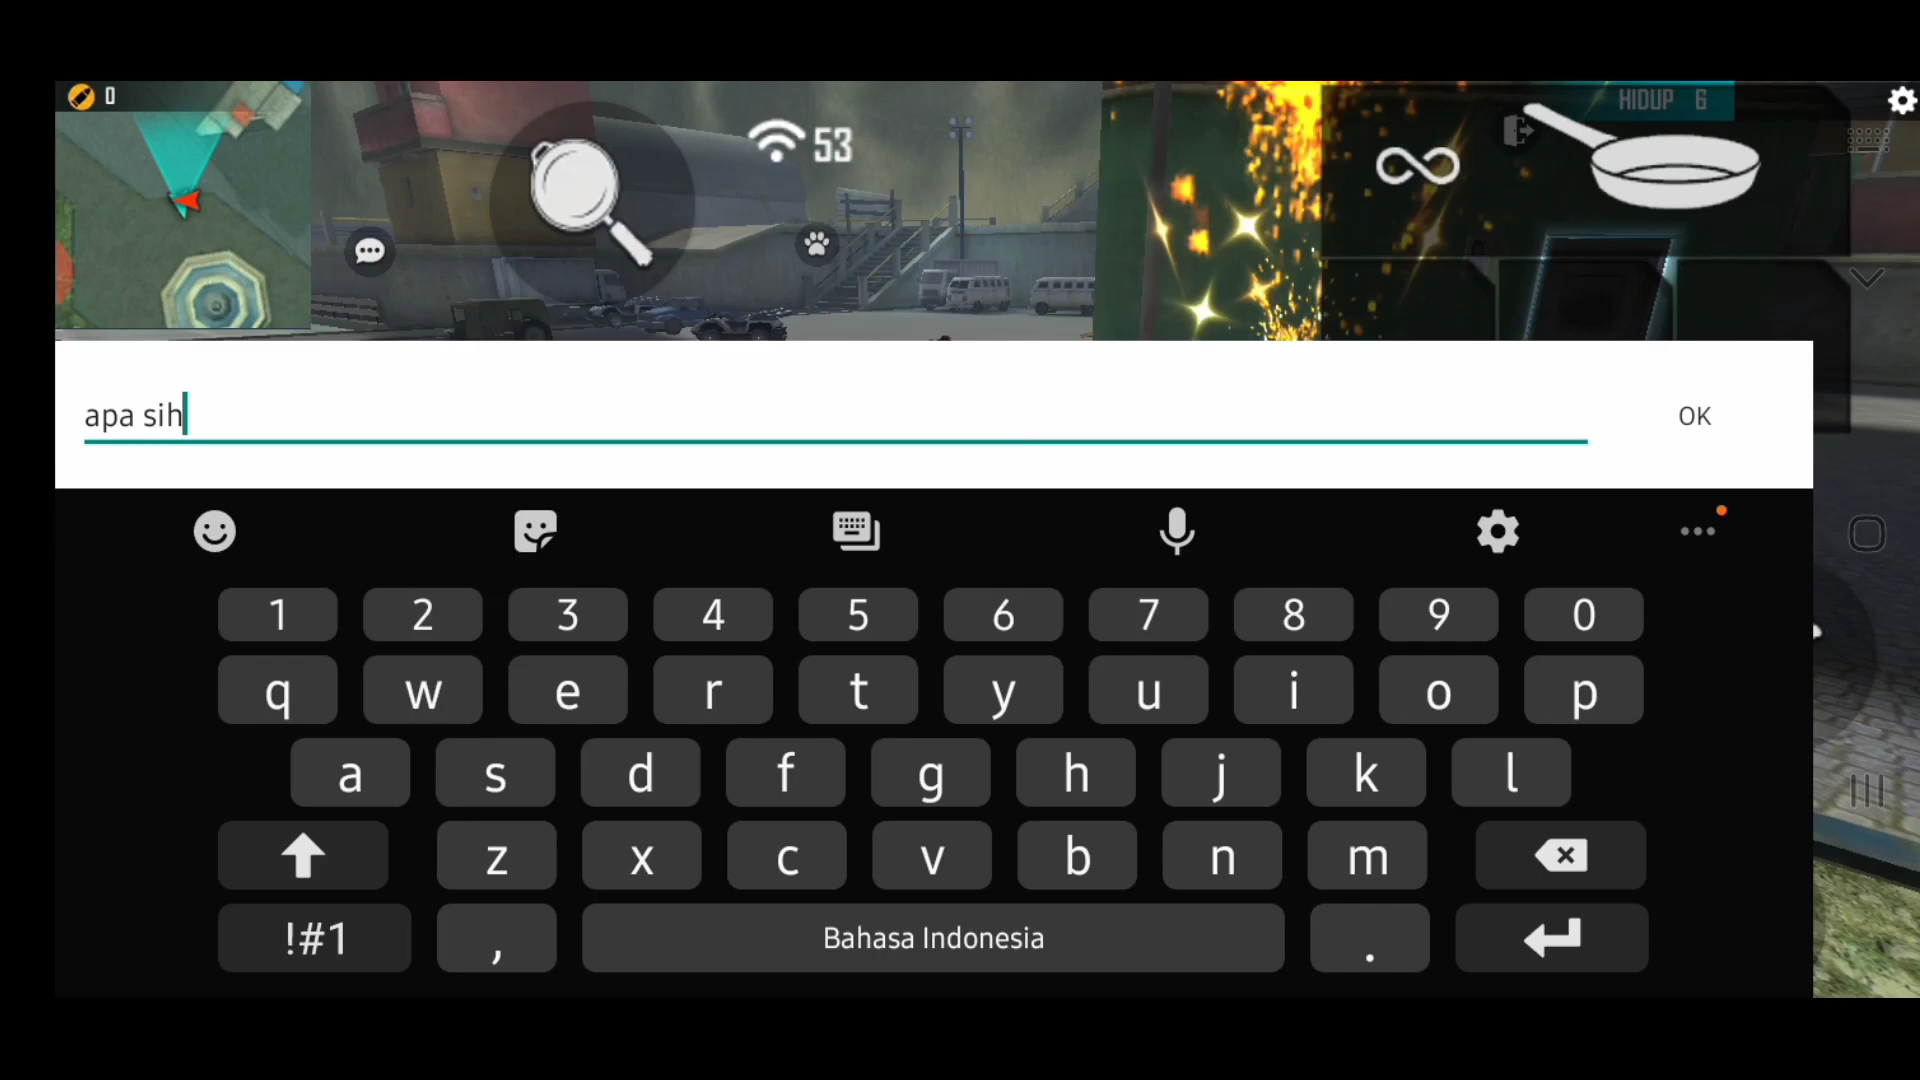 0
53
HIDUP 6
apa sih
OK
1 2 3 4 5 6 7 8 9 0
q w e r t y u i o p
a s d f g h j k l
z x c v b n m
!#1 , Bahasa Indonesia .